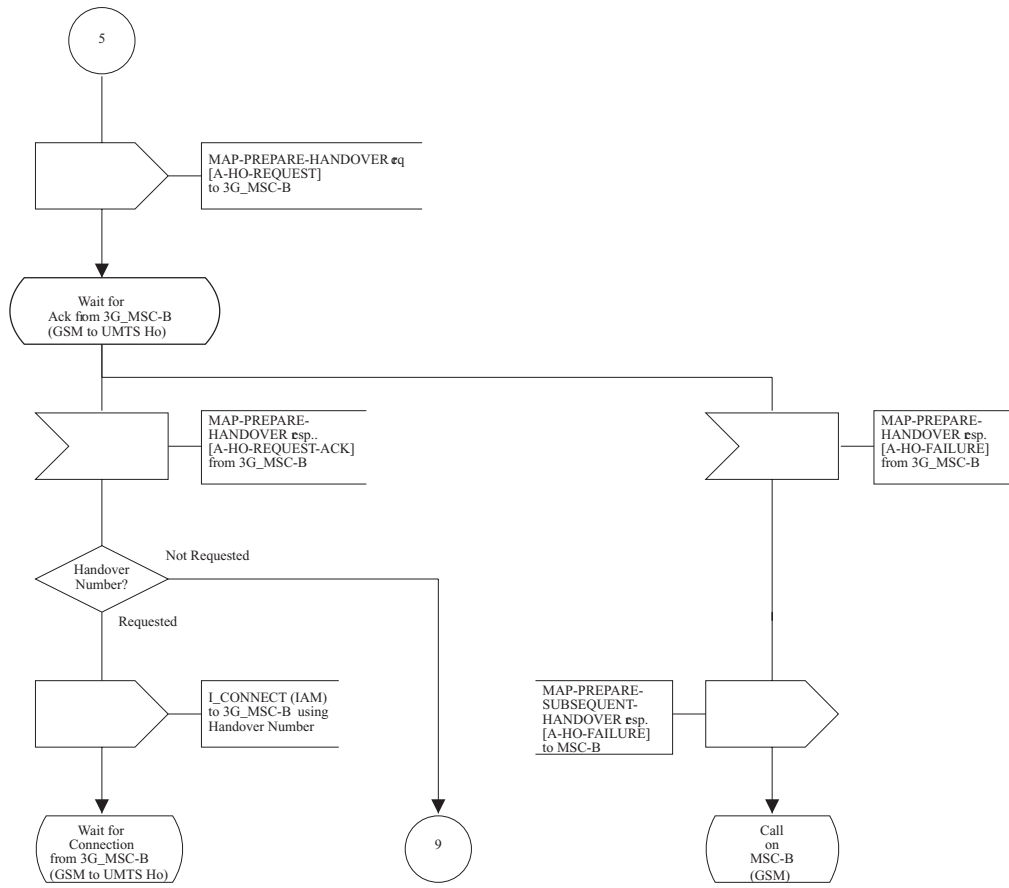 5
MAP-PREPARE-HANDOVER req
[A-HO-REQUEST]
to 3G_MSC-B
Wait for
Ack from 3G_MSC-B
(GSM to UMTS Ho)
MAP-PREPARE-
HANDOVER resp..
[A-HO-REQUEST-ACK]
from 3G_MSC-B
MAP-PREPARE-
HANDOVER resp.
[A-HO-FAILURE]
from 3G_MSC-B
Handover
Number?
Not Requested
Requested
I_CONNECT (IAM)
to 3G_MSC-B using
Handover Number
MAP-PREPARE-
SUBSEQUENT-
HANDOVER resp.
[A-HO-FAILURE]
to MSC-B
Wait for
Connection
from 3G_MSC-B
(GSM to UMTS Ho)
9
Call
on
MSC-B
(GSM)